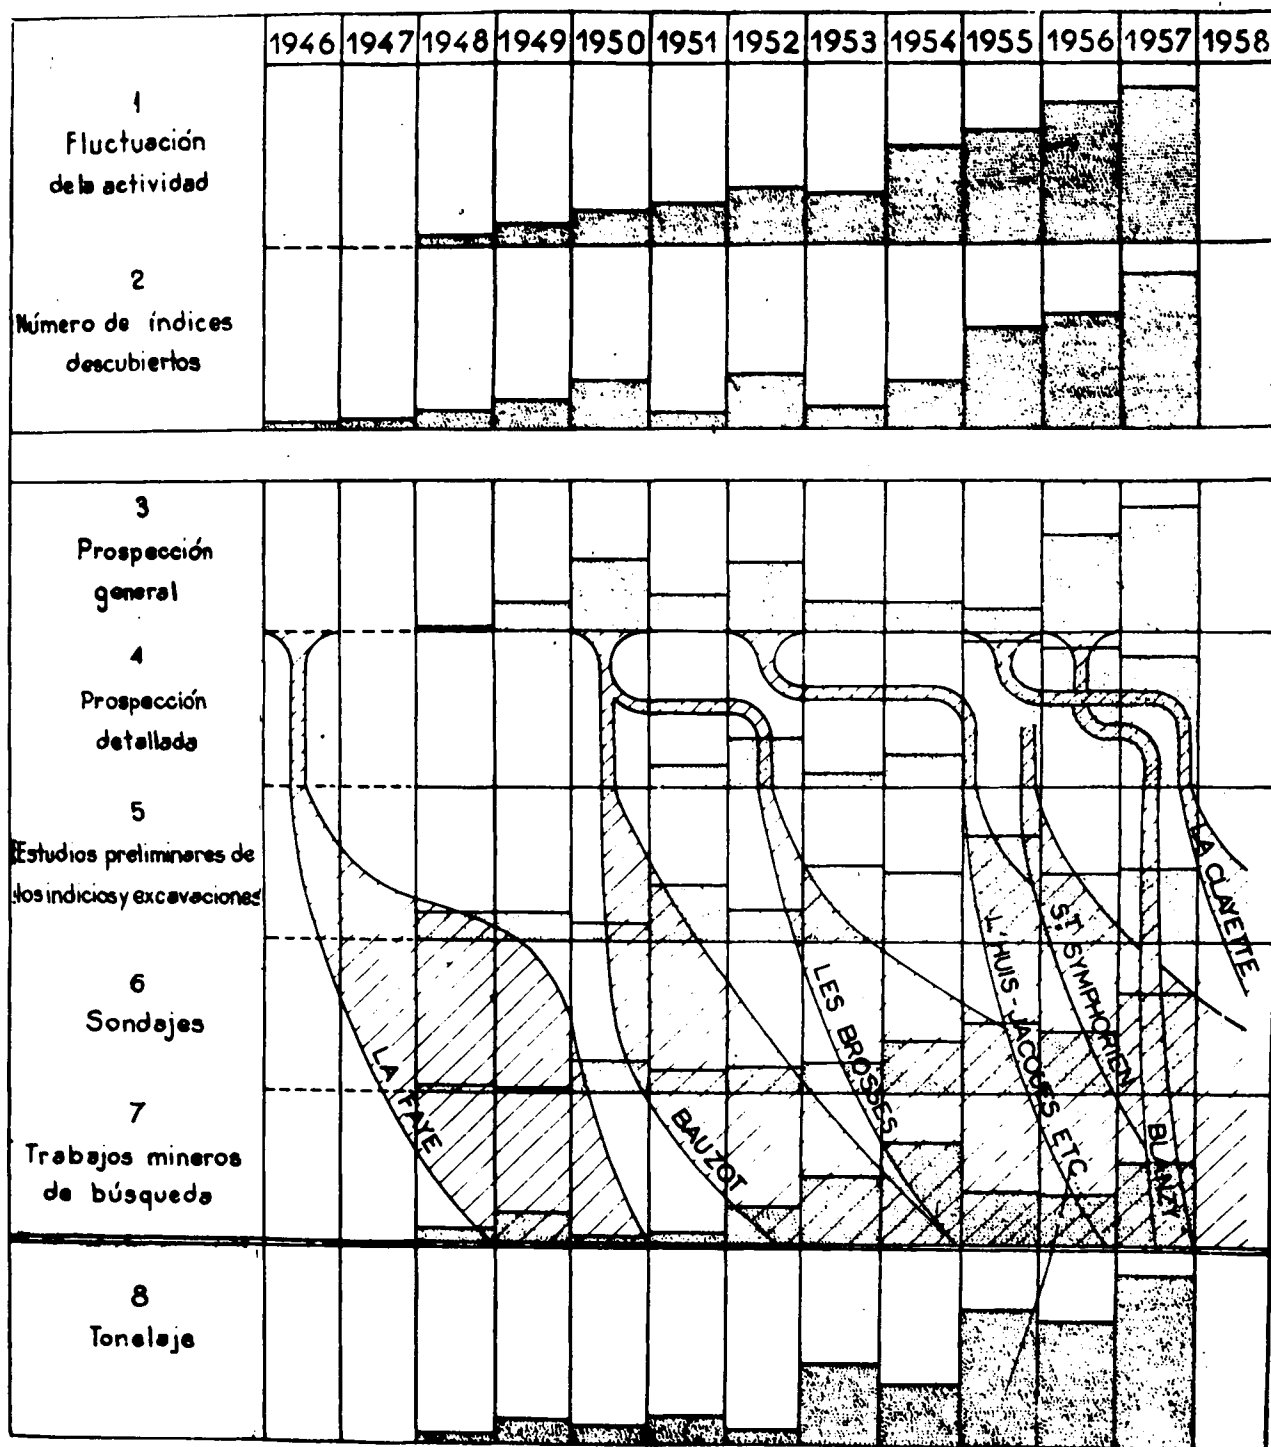 1946 1947 1948 1949 1950 1951 1952 1953 1954 1955 1956 1957 1958
1
Fluctuación
de la actividad
2
Número de índices
descubiertos
3
Prospección
general
4
Prospección
detallada
5
Estudios preliminares de
los indicios y excavaciones
6
Sondajes
7
Trabajos mineros
de búsqueda
8
Tonelaje
LA FAYE
BAUZOT
LES BROSSES
L'HUIS-JACQUES ETC.
ST. SYMPHORIEN
BLANZY
LA CLAYETTE